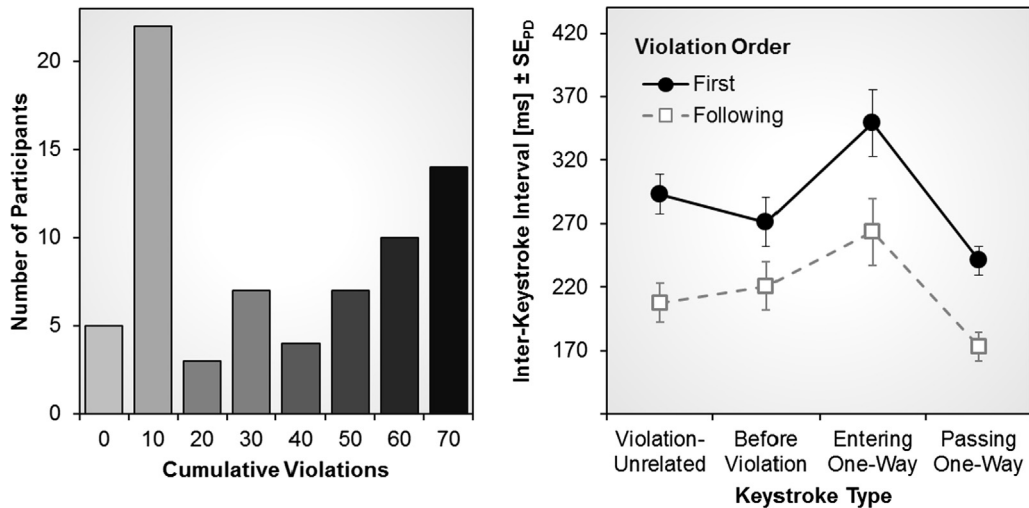 Number of Participants
20
15
10
5
0
0 10 20 30 40 50 60 70
Cumulative Violations
Inter-Keystroke Interval [ms] ± SEPD
420
370
320
270
220
170
Violation Order
First
Following
Violation- Before Entering Passing
Unrelated Violation One-Way One-Way
Keystroke Type